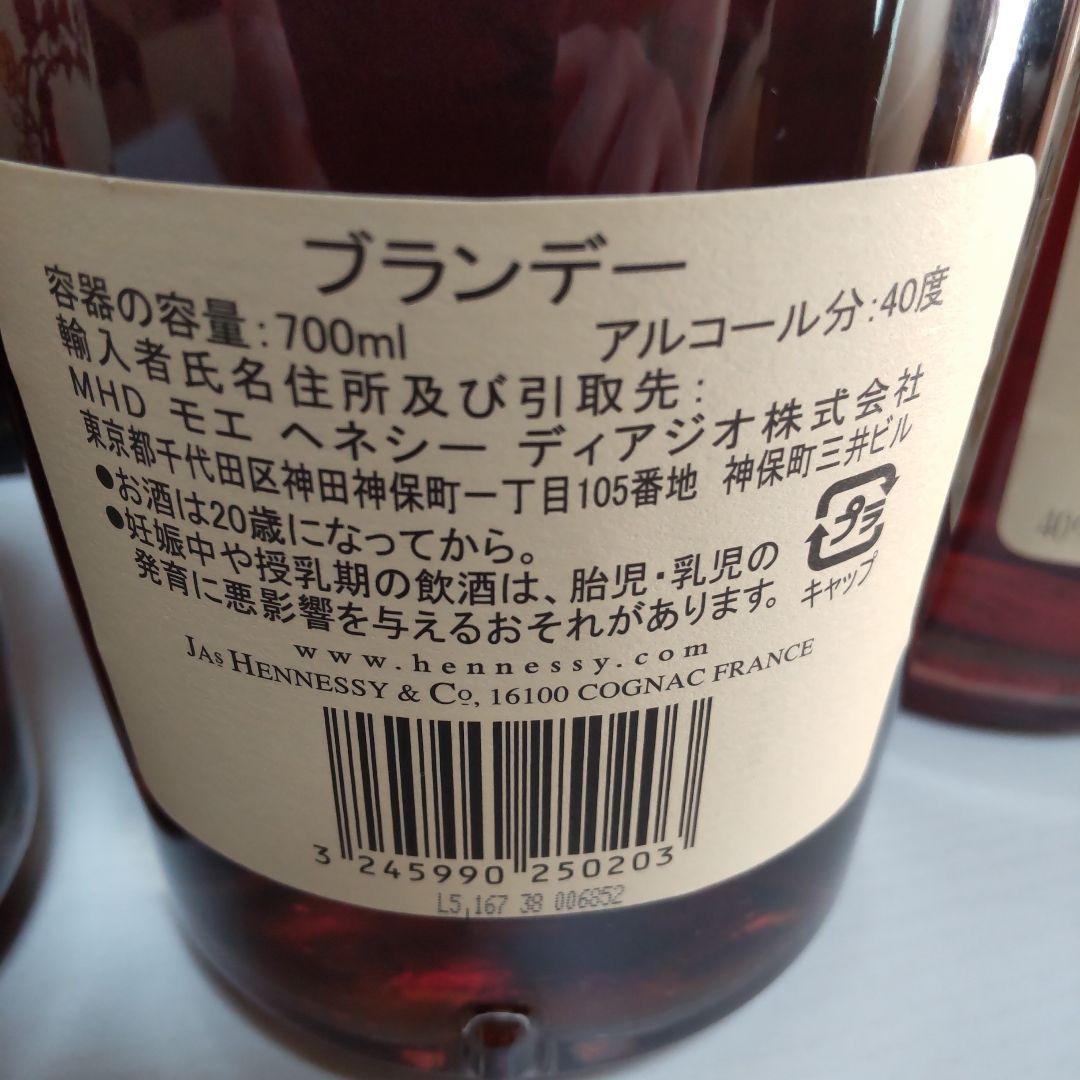 ブランデー
容器の容量:700ml アルコール分:40度
輸入者氏名住所及び引取先:
MHD モエ ヘネシー ディアジオ株式会社
東京都千代田区神田神保町一丁目105番地 神保町三井ビル
●お酒は20歳になってから。
●妊娠中や授乳期の飲酒は、胎児・乳児の
発育に悪影響を与えるおそれがあります。
プラ
キャップ
www.hennessy.com
JAs HENNESSY & Co, 16100 COGNAC FRANCE
3 245990 250203
L5,167 38 006852